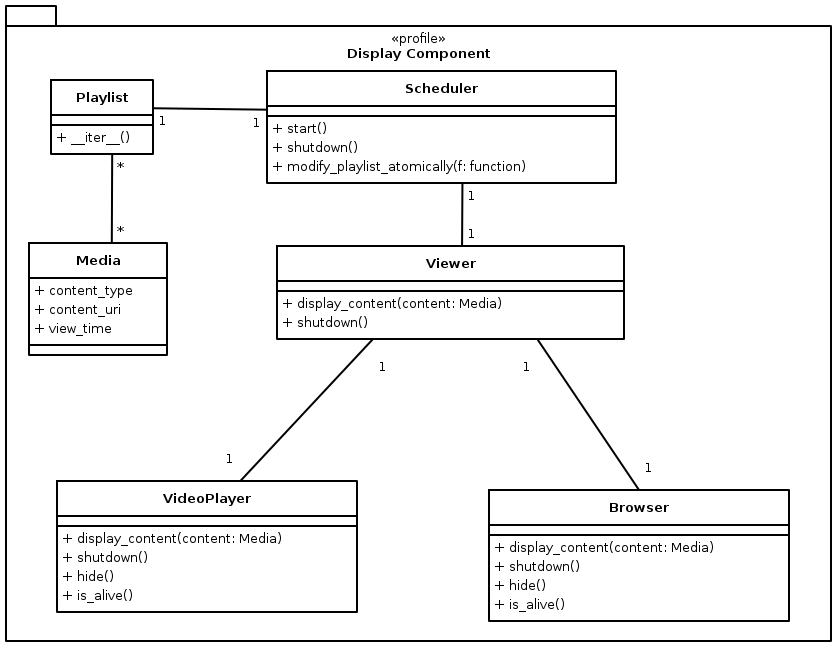 «profile»
Display Component
Playlist
+ __iter__()
1
1
Scheduler
+ start()
+ shutdown()
+ modify_playlist_atomically(f: function)
*
*
1
1
Media
+ content_type
+ content_uri
+ view_time
Viewer
+ display_content(content: Media)
+ shutdown()
1
1
1
1
VideoPlayer
+ display_content(content: Media)
+ shutdown()
+ hide()
+ is_alive()
Browser
+ display_content(content: Media)
+ shutdown()
+ hide()
+ is_alive()